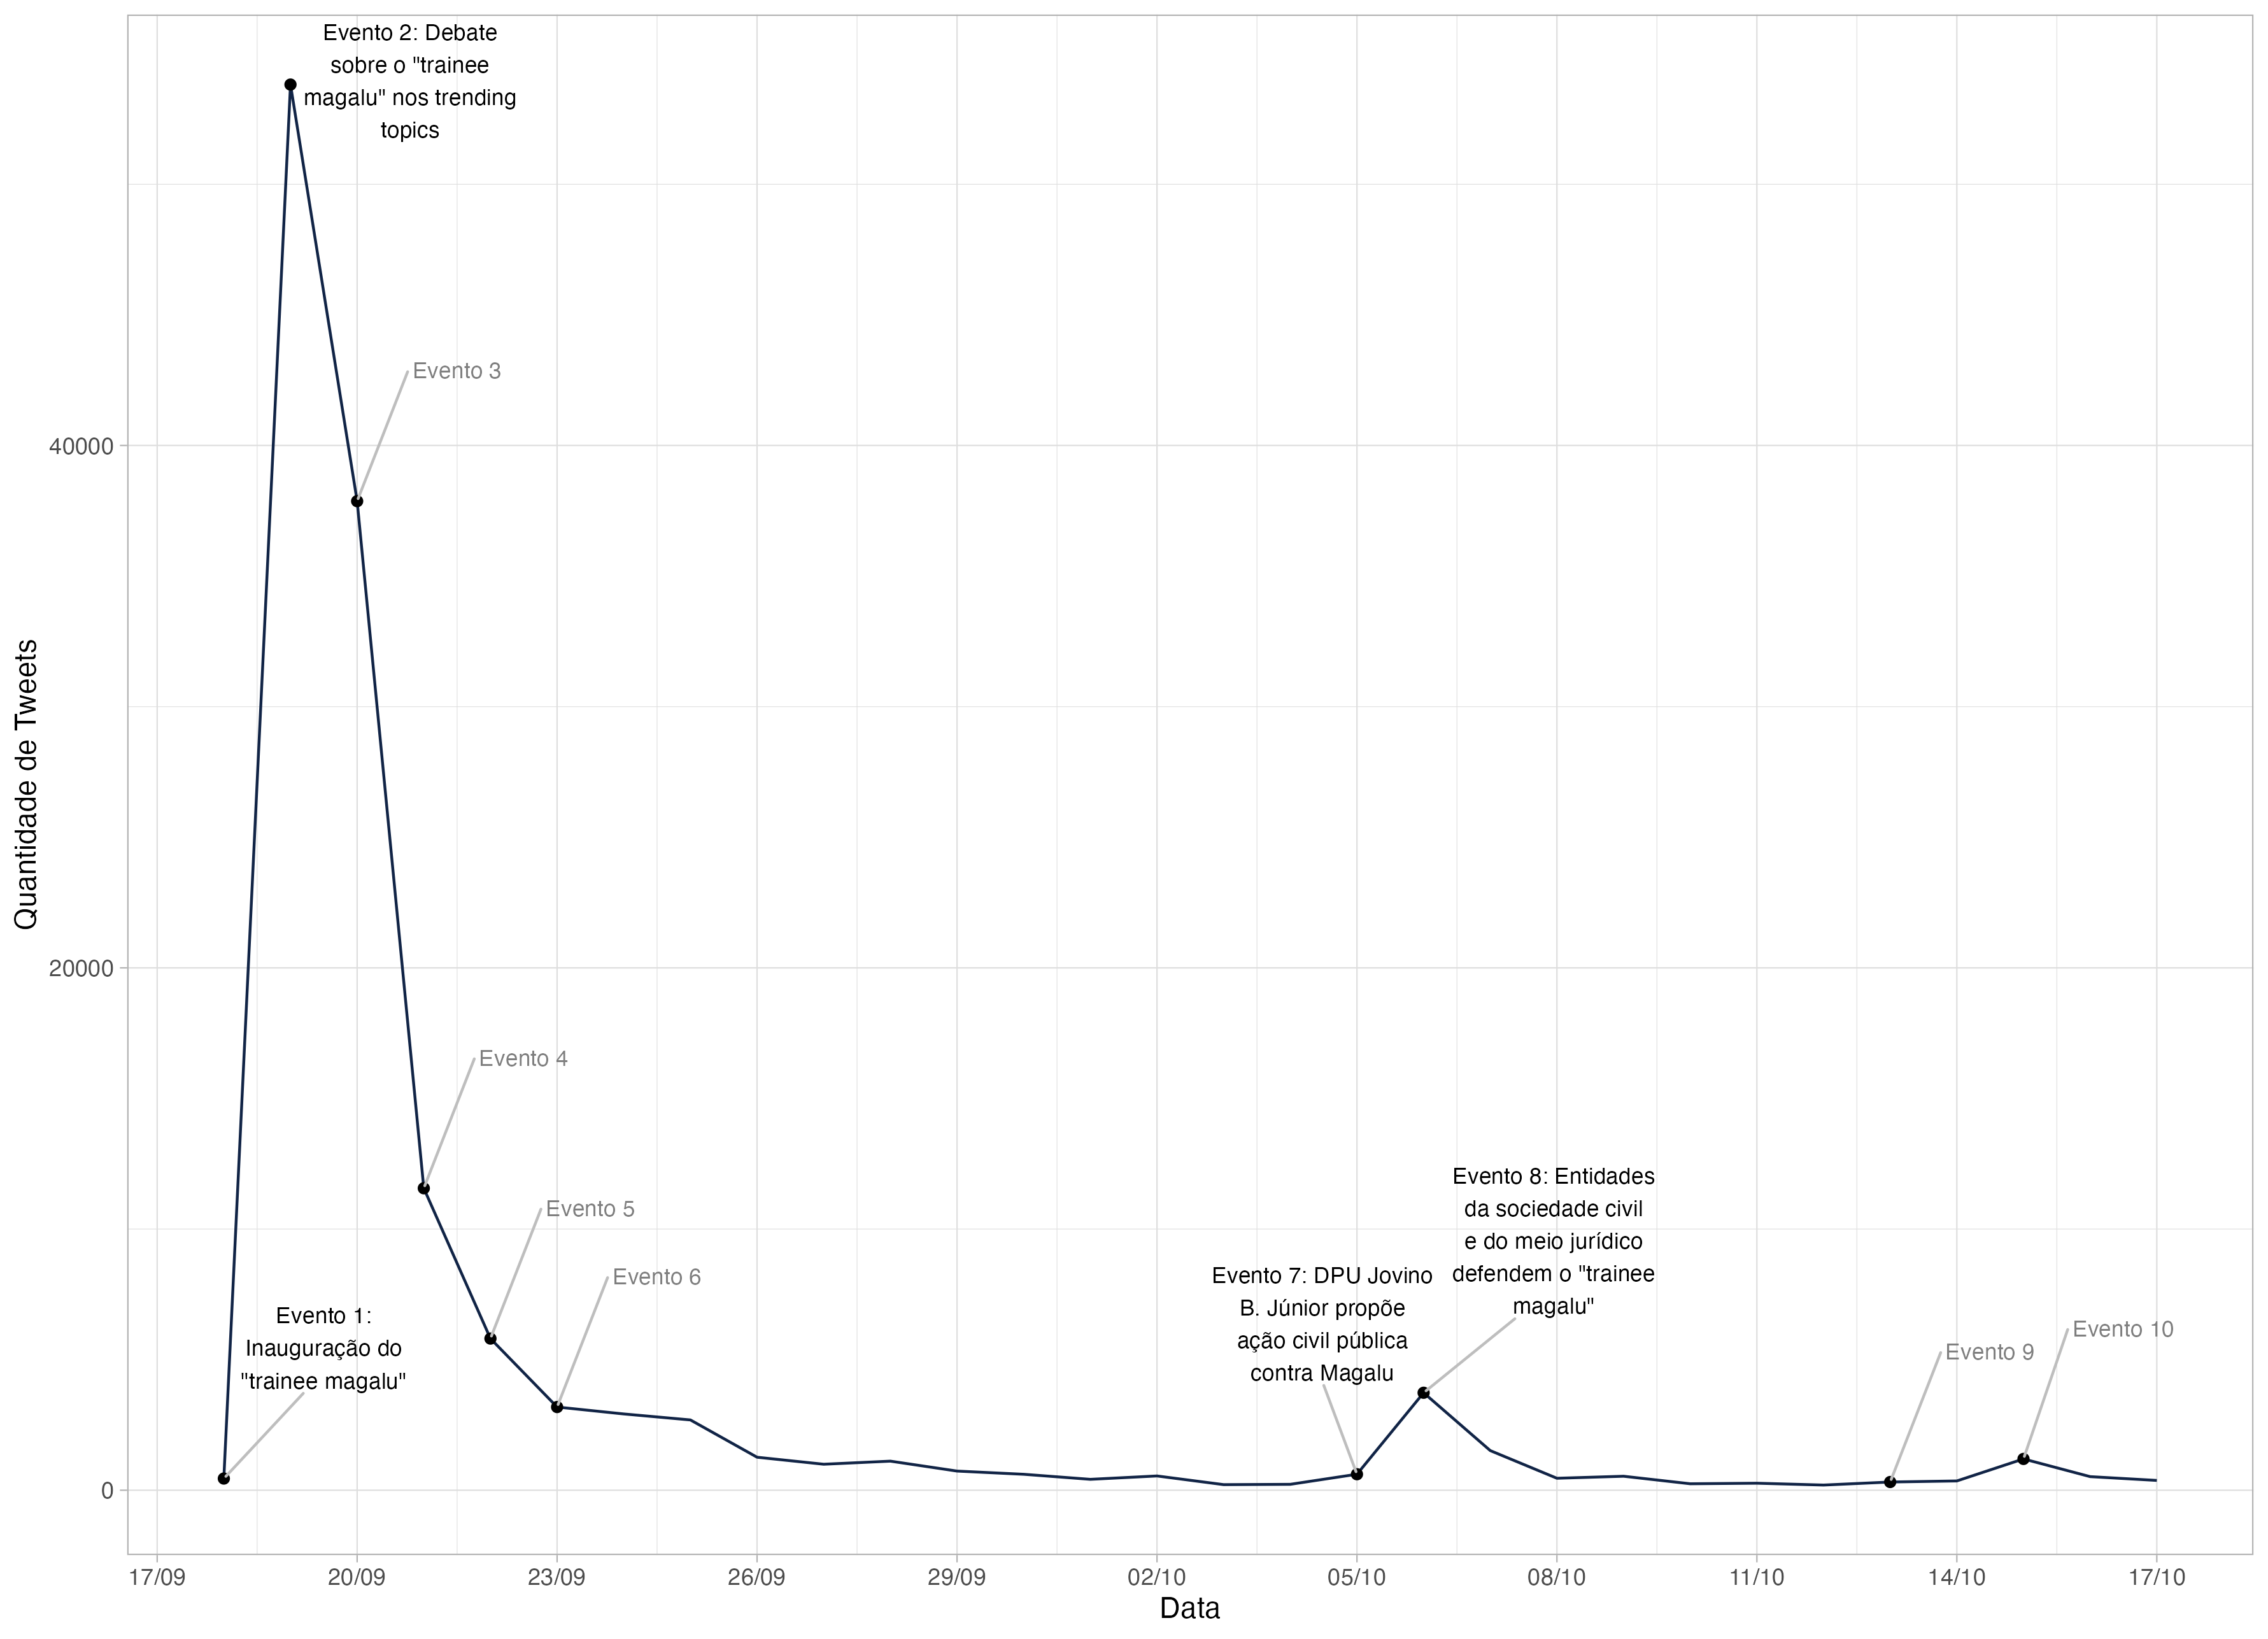 Evento 2: Debate
sobre o "trainee
magalu" nos trending
topics
Evento 3
40000
Quantidade de Tweets
20000
Evento 4
Evento 5
Evento 6
Evento 1:
Inauguração do
"trainee magalu"
Evento 7: DPU Jovino
B. Júnior propõe
ação civil pública
contra Magalu
Evento 8: Entidades
da sociedade civil
e do meio jurídico
defendem o "trainee
magalu"
Evento 9
Evento 10
0
17/09
20/09
23/09
26/09
29/09
02/10
05/10
08/10
11/10
14/10
17/10
Data